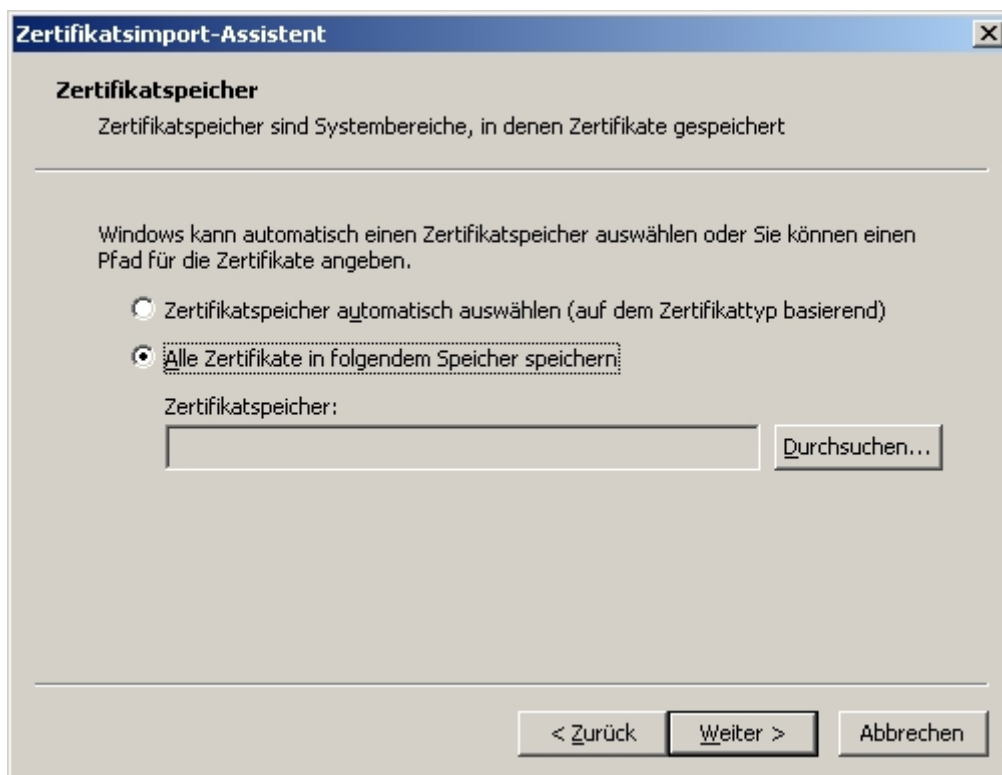 Zertifikatsimport-Assistent
Zertifikatspeicher
Zertifikatspeicher sind Systembereiche, in denen Zertifikate gespeichert
Windows kann automatisch einen Zertifikatspeicher auswählen oder Sie können einen
Pfad für die Zertifikate angeben.
Zertifikatspeicher automatisch auswählen (auf dem Zertifikattyp basierend)
Alle Zertifikate in folgendem Speicher speichern
Zertifikatspeicher:
Durchsuchen...
< Zurück Weiter > Abbrechen